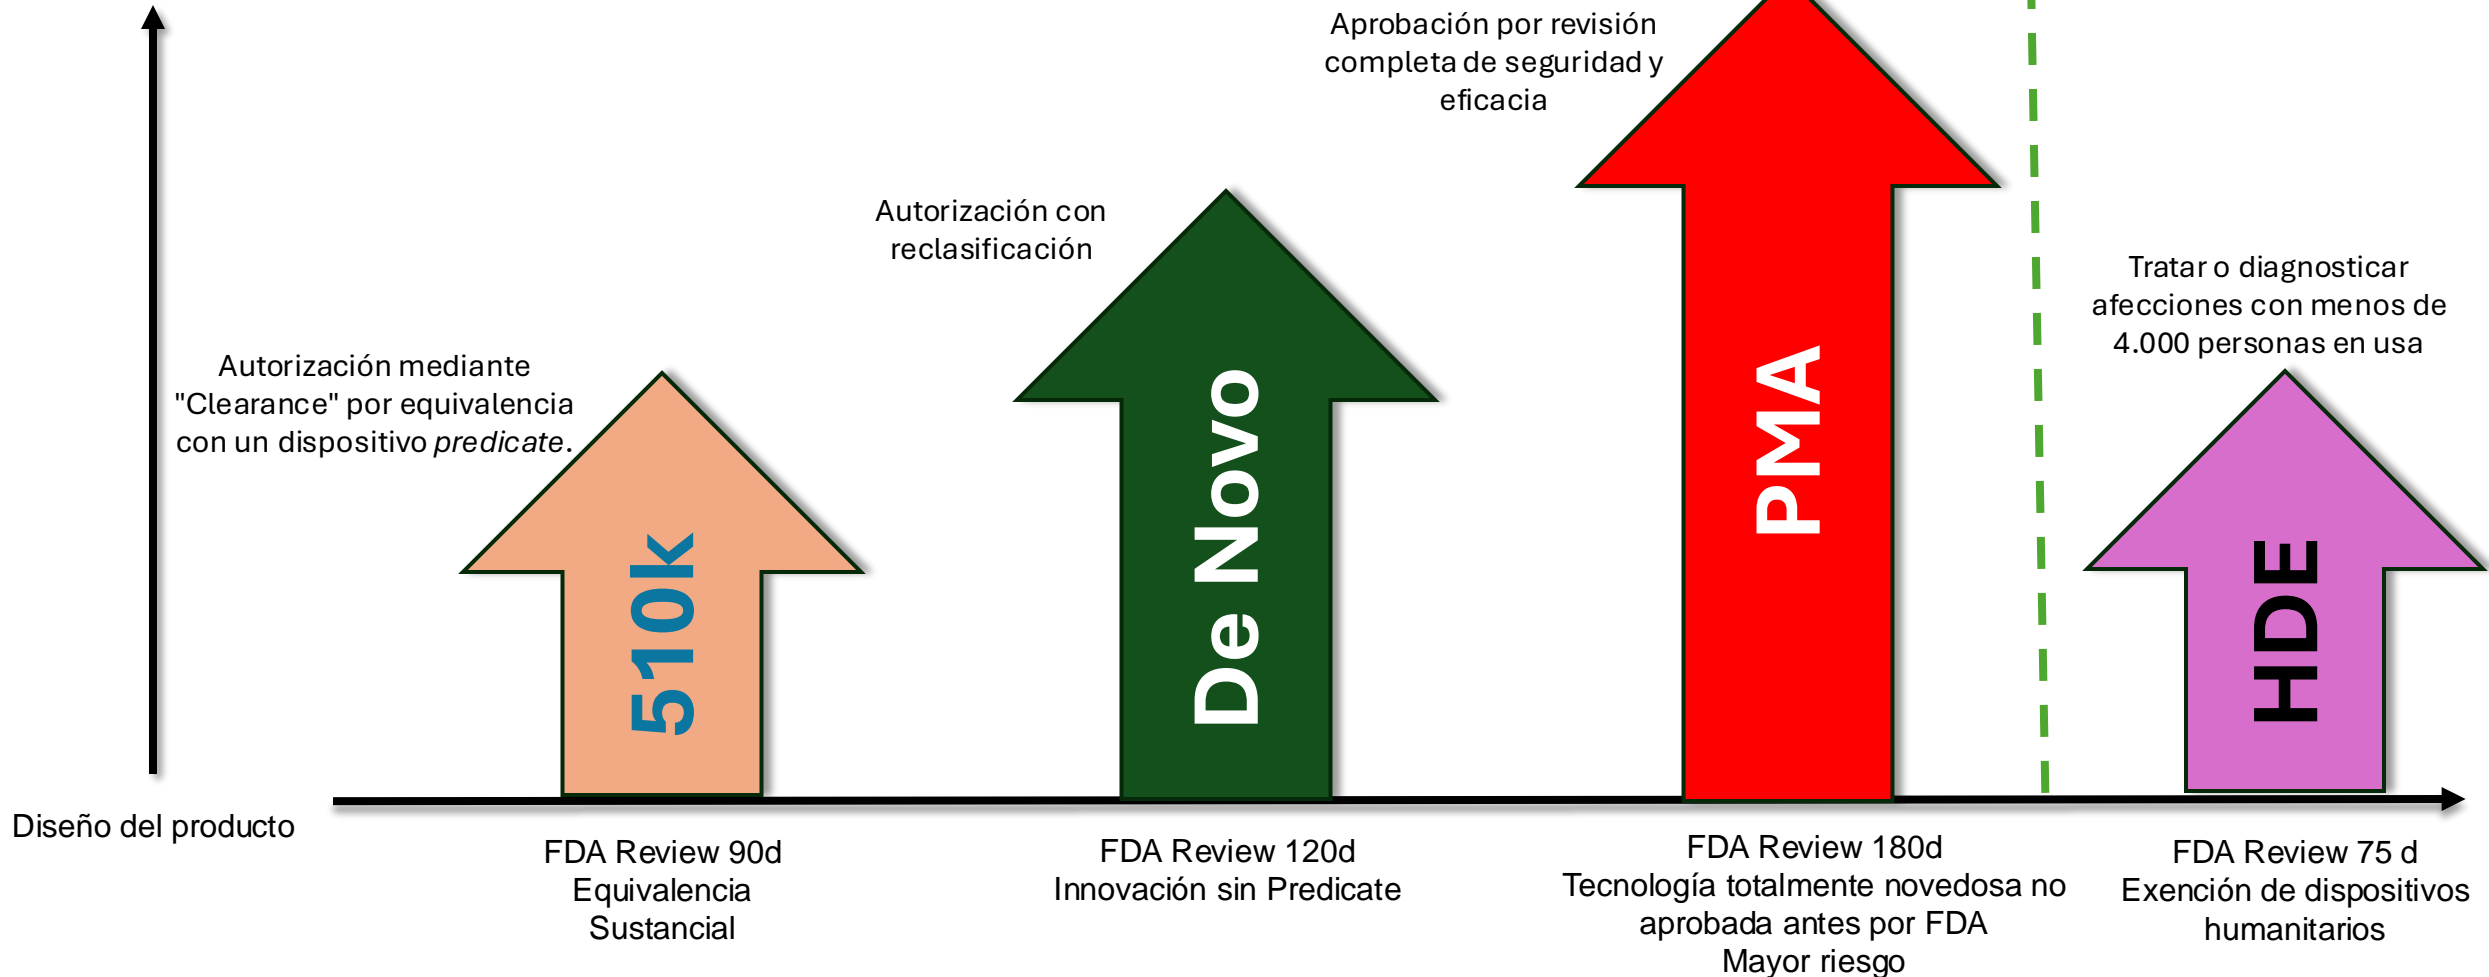 Aprobación por revisión
completa de seguridad y
eficacia
Autorización con
reclasificación
Tratar o diagnosticar
afecciones con menos de
4.000 personas en usa
Autorización mediante
"Clearance" por equivalencia
con un dispositivo predicate.
510k
De Novo
PMA
HDE
Diseño del producto
FDA Review 90d
Equivalencia
Sustancial
FDA Review 120d
Innovación sin Predicate
FDA Review 180d
Tecnología totalmente novedosa no
aprobada antes por FDA
Mayor riesgo
FDA Review 75 d
Exención de dispositivos
humanitarios